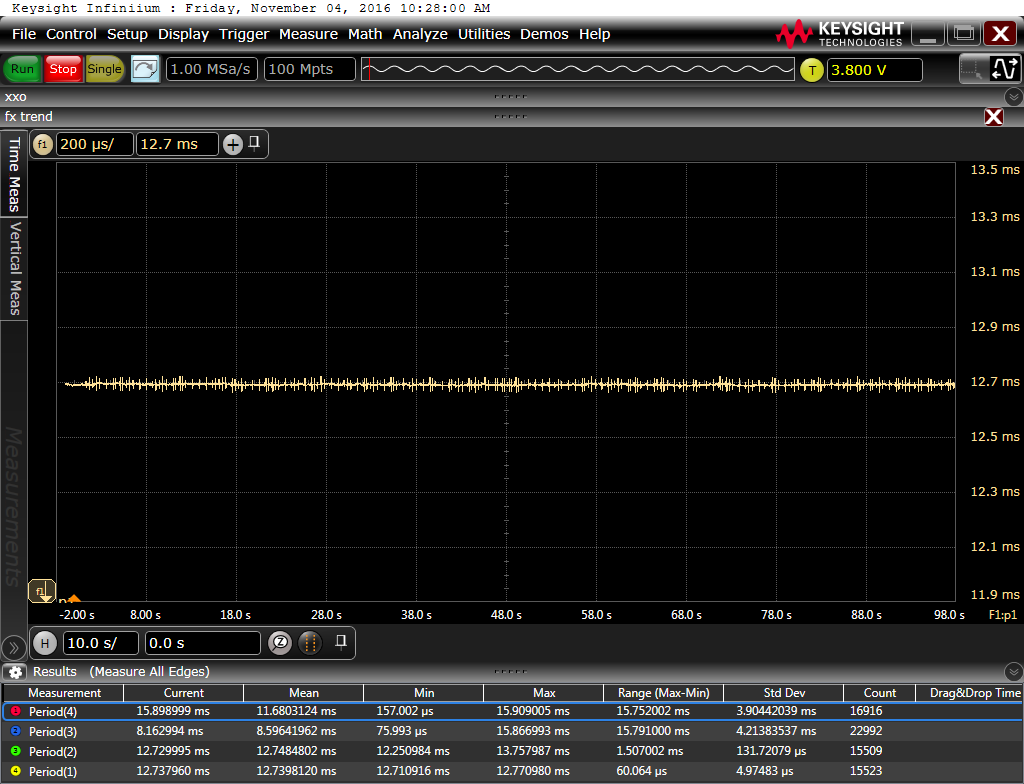 Keysight Infiniium : Friday, November 04, 2016 10:28:00 AM
File Control Setup Display Trigger Measure Math Analyze Utilities Demos Help
KEYSIGHT
TECHNOLOGIES
Run Stop Single 1.00 MSa/s 100 Mpts T 3.800 V
xxo
fx trend
f1 200 µs/ 12.7 ms
Time Meas
Vertical Meas
Measurements
13.5 ms
13.3 ms
13.1 ms
12.9 ms
12.7 ms
12.5 ms
12.3 ms
12.1 ms
11.9 ms
f1
-2.00 s 8.00 s 18.0 s 28.0 s 38.0 s 48.0 s 58.0 s 68.0 s 78.0 s 88.0 s 98.0 s F1:p1
H 10.0 s/ 0.0 s
Results (Measure All Edges)
Measurement Current Mean Min Max Range (Max-Min) Std Dev Count Drag&Drop Time
1 Period(4) 15.898999 ms 11.6803124 ms 157.002 µs 15.909005 ms 15.752002 ms 3.90442039 ms 16916
2 Period(3) 8.162994 ms 8.59641962 ms 75.993 µs 15.866993 ms 15.791000 ms 4.21383537 ms 22992
3 Period(2) 12.729995 ms 12.7484802 ms 12.250984 ms 13.757987 ms 1.507002 ms 131.72079 µs 15509
4 Period(1) 12.737960 ms 12.7398120 ms 12.710916 ms 12.770980 ms 60.064 µs 4.97483 µs 15523